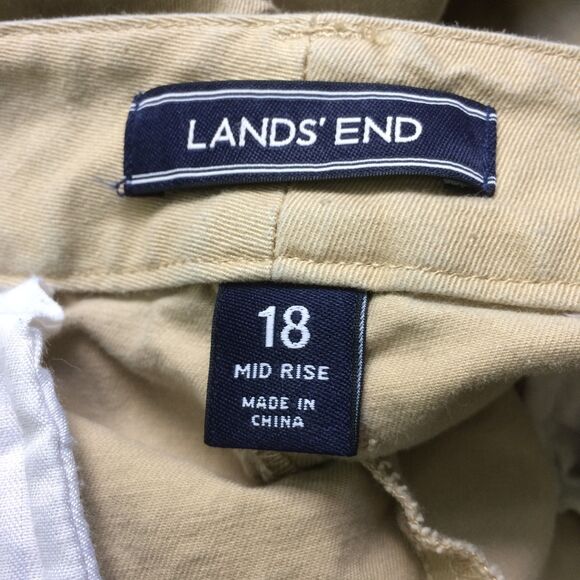 LANDS' END
18
MID RISE
MADE IN
CHINA